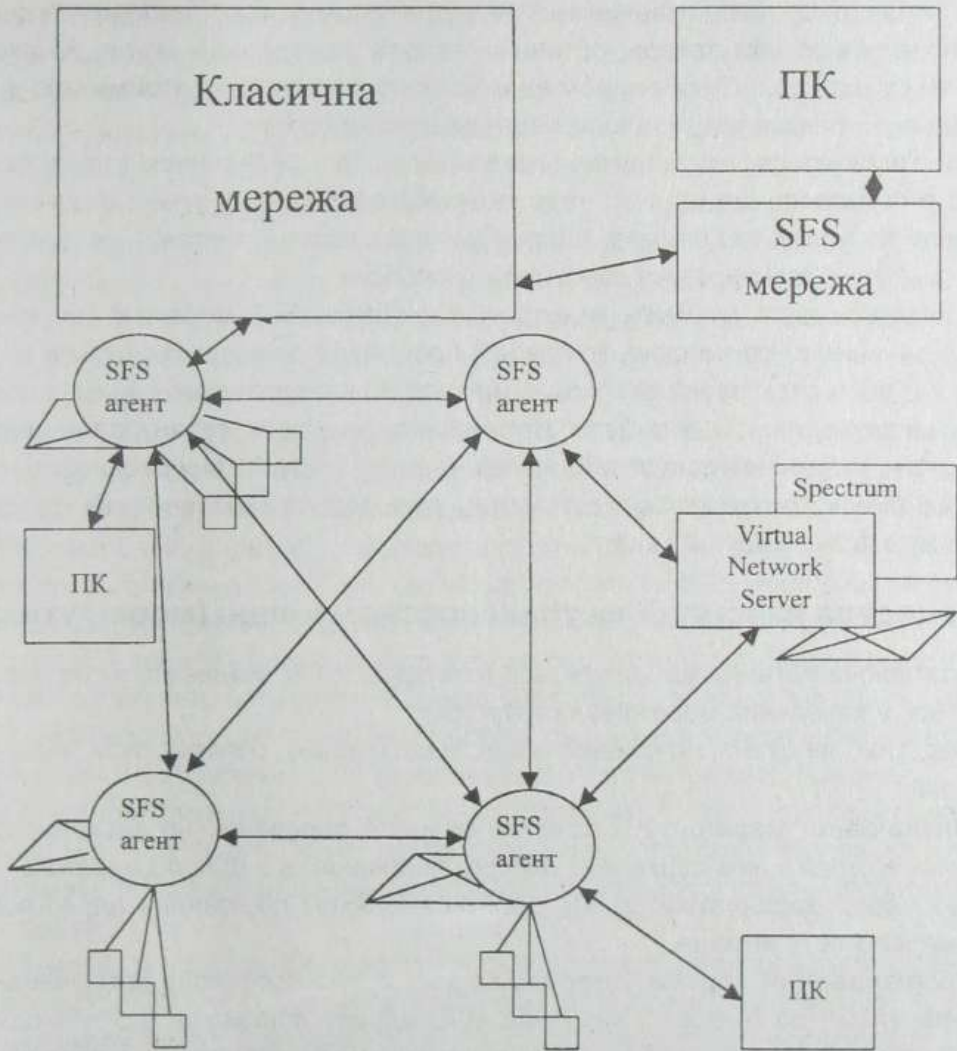 Класична
мережа
ПК
SFS
мережа
SFS
агент
SFS
агент
Spectrum
Virtual
Network
Server
ПК
SFS
агент
SFS
агент
ПК